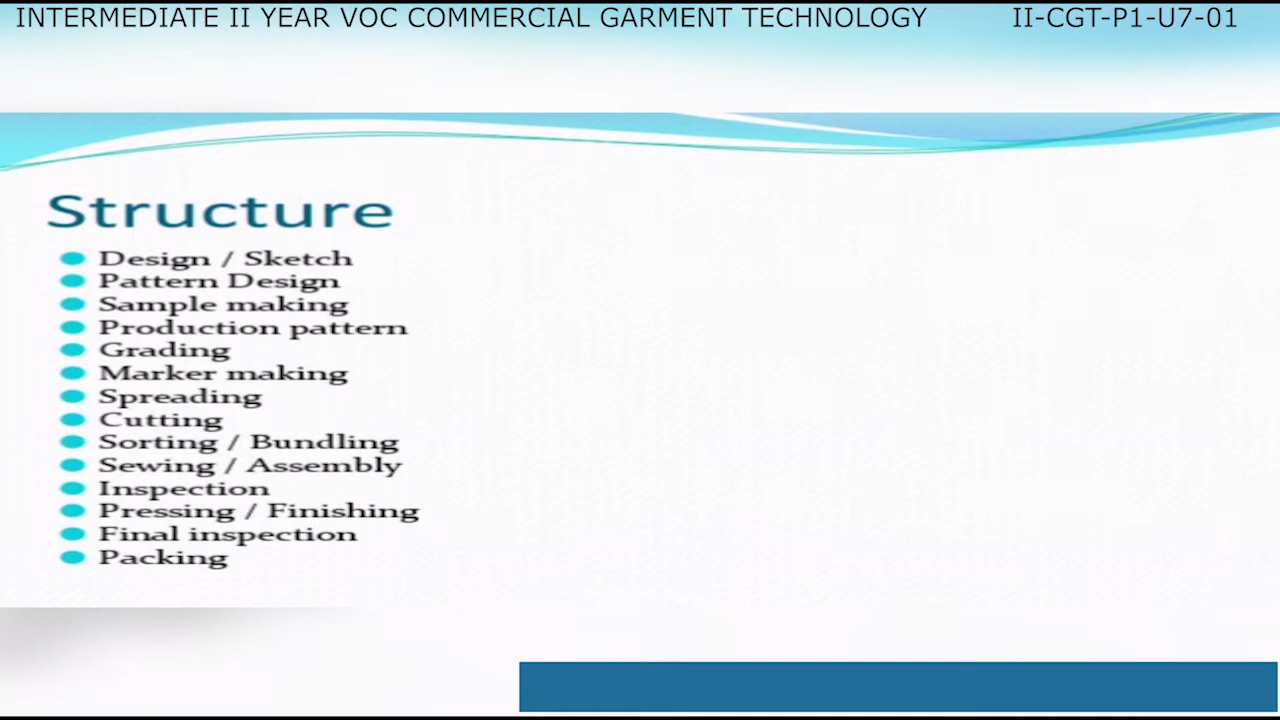 INTERMEDIATE II YEAR VOC COMMERCIAL GARMENT TECHNOLOGY II-CGT-P1-U7-01
Structure
Design / Sketch
Pattern Design
Sample making
Production pattern
Grading
Marker making
Spreading
Cutting
Sorting / Bundling
Sewing / Assembly
Inspection
Pressing / Finishing
Final inspection
Packing